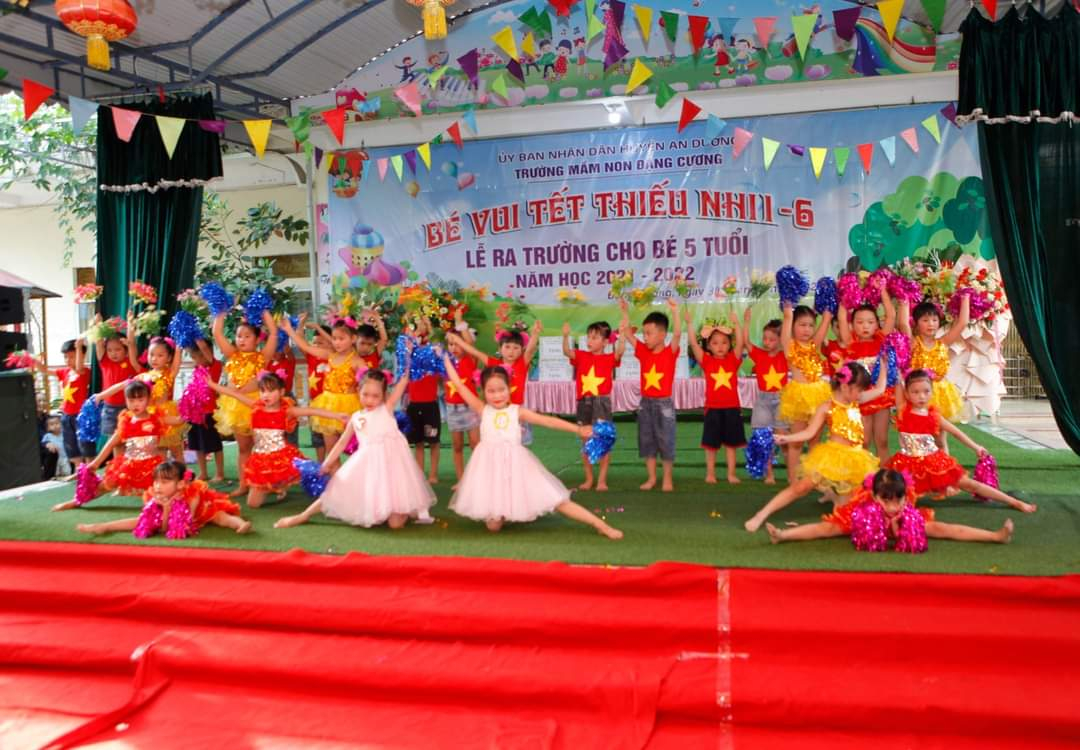 ỦY BAN NHÂN DÂN HUYỆN AN DƯƠNG
TRƯỜNG MẦM NON ĐẶNG CƯƠNG
BÉ VUI TẾT THIẾU NHI 1-6
LỄ RA TRƯỜNG CHO BÉ 5 TUỔI
NĂM HỌC 2021 - 2022